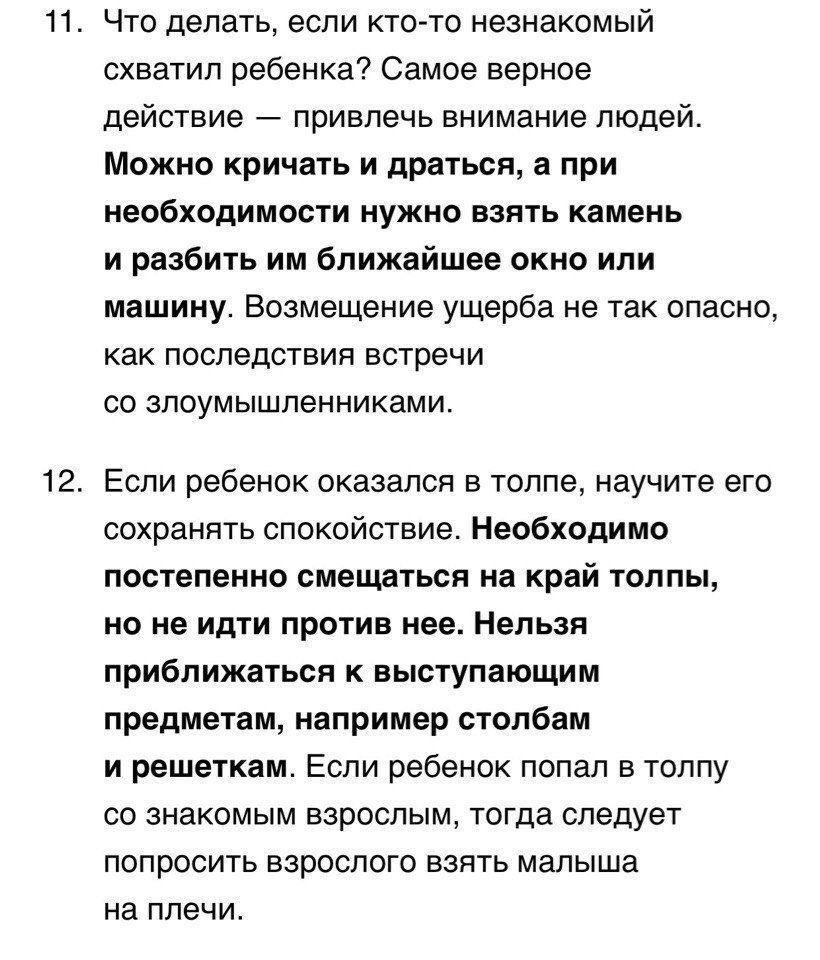 11. Что делать, если кто-то незнакомый
схватил ребенка? Самое верное
действие — привлечь внимание людей.
Можно кричать и драться, а при
необходимости нужно взять камень
и разбить им ближайшее окно или
машину. Возмещение ущерба не так опасно,
как последствия встречи
со злоумышленниками.
12. Если ребенок оказался в толпе, научите его
сохранять спокойствие. Необходимо
постепенно смещаться на край толпы,
но не идти против нее. Нельзя
приближаться к выступающим
предметам, например столбам
и решеткам. Если ребенок попал в толпу
со знакомым взрослым, тогда следует
попросить взрослого взять малыша
на плечи.